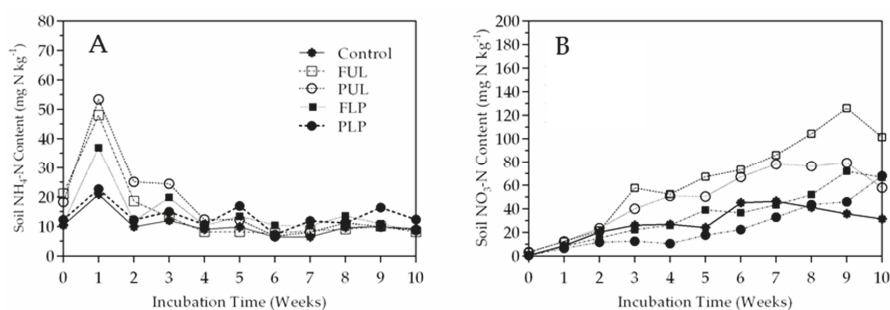 A
Soil NH4-N Content (mg N kg-1)
80
70
60
50
40
30
20
10
0
Control
FUL
PUL
FLP
PLP
0 1 2 3 4 5 6 7 8 9 10
Incubation Time (Weeks)
B
Soil NO3-N Content (mg N kg-1)
200
180
160
140
120
100
80
60
40
20
0
0 1 2 3 4 5 6 7 8 9 10
Incubation Time (Weeks)